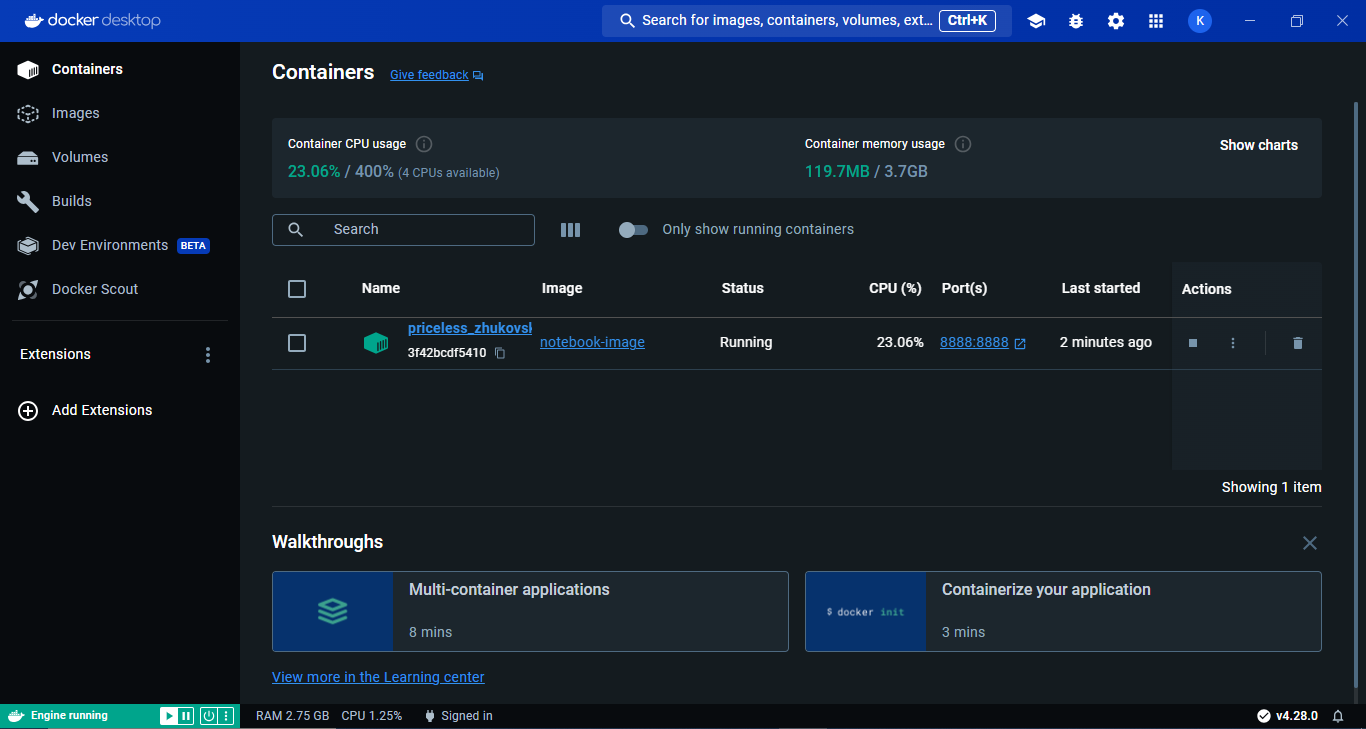 docker desktop
Search for images, containers, volumes, ext... Ctrl+K
K
Containers
Images
Volumes
Builds
Dev Environments BETA
Docker Scout
Extensions
Add Extensions
Containers Give feedback
Container CPU usage
23.06% / 400% (4 CPUs available)
Container memory usage
119.7MB / 3.7GB
Show charts
Search
Only show running containers
Name Image Status CPU (%) Port(s) Last started Actions
priceless_zhukovsk
3f42bcdf5410
notebook-image Running 23.06% 8888:8888 2 minutes ago
Showing 1 item
Walkthroughs
Multi-container applications
8 mins
$ docker init
Containerize your application
3 mins
View more in the Learning center
Engine running
RAM 2.75 GB CPU 1.25% Signed in
v4.28.0